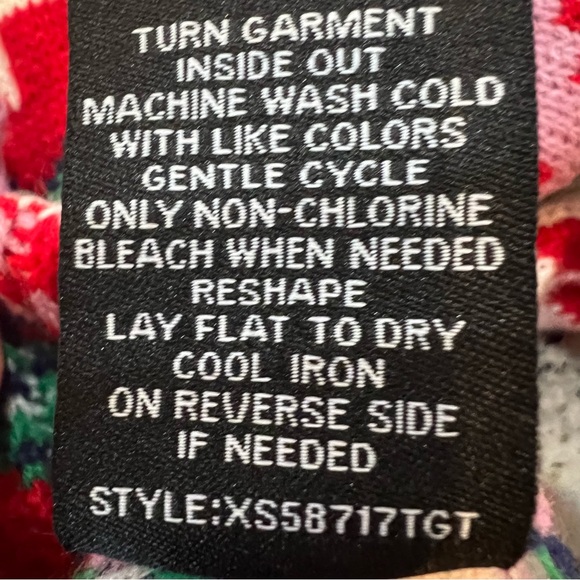 TURN GARMENT
INSIDE OUT
MACHINE WASH COLD
WITH LIKE COLORS
GENTLE CYCLE
ONLY NON-CHLORINE
BLEACH WHEN NEEDED
RESHAPE
LAY FLAT TO DRY
COOL IRON
ON REVERSE SIDE
IF NEEDED
STYLE:XS58717TGT